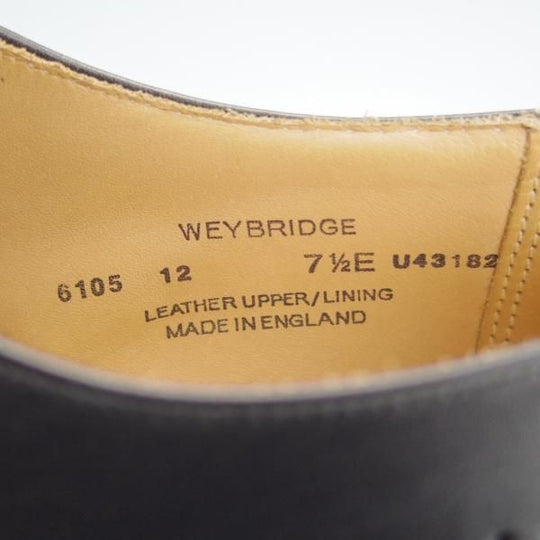 WEYBRIDGE
6105 12 7½E U43182
LEATHER UPPER/LINING
MADE IN ENGLAND